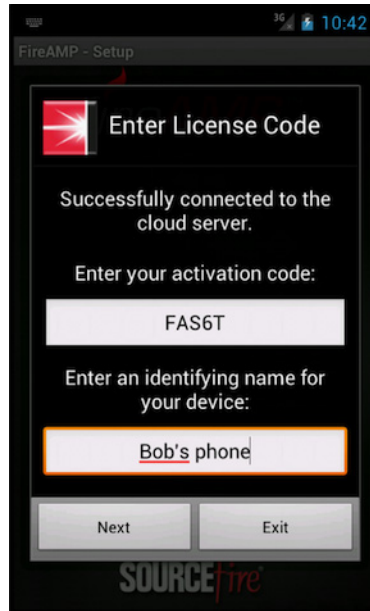 3G 10:42
FireAMP - Setup
Enter License Code
Successfully connected to the
cloud server.
Enter your activation code:
FAS6T
Enter an identifying name for
your device:
Bob's phone
Next Exit
SOURCEfire